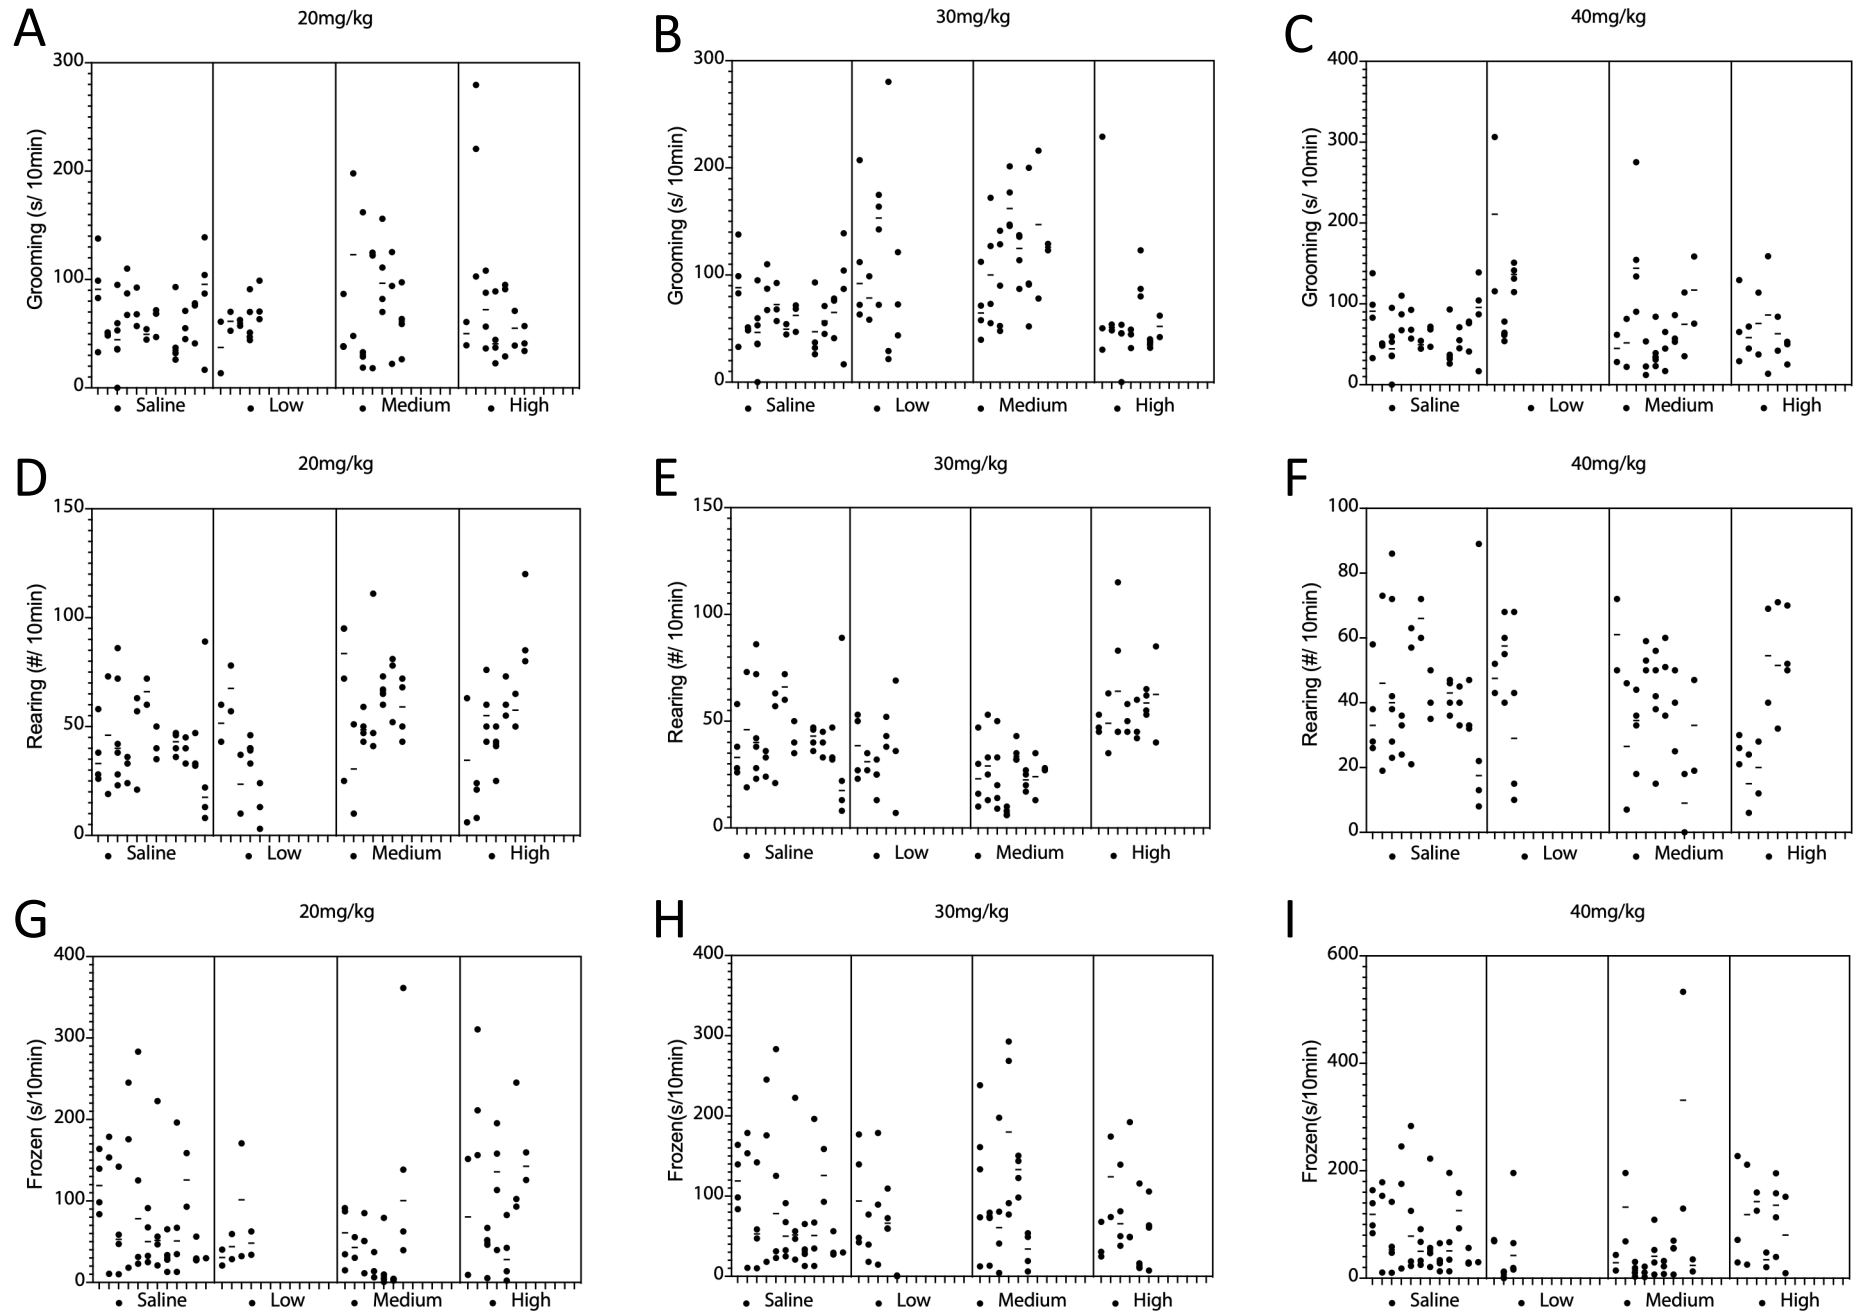 A 20mg/kg
B 30mg/kg
C 40mg/kg
Grooming (s/ 10min)
300
200
100
0
Saline Low Medium High
Grooming (s/ 10min)
300
200
100
0
Saline Low Medium High
Grooming (s/ 10min)
400
300
200
100
0
Saline Low Medium High
D 20mg/kg
E 30mg/kg
F 40mg/kg
Rearing (#/ 10min)
150
100
50
0
Saline Low Medium High
Rearing (#/ 10min)
150
100
50
0
Saline Low Medium High
Rearing (#/ 10min)
100
80
60
40
20
0
Saline Low Medium High
G 20mg/kg
H 30mg/kg
I 40mg/kg
Frozen (s/10min)
400
300
200
100
0
Saline Low Medium High
Frozen(s/10min)
400
300
200
100
0
Saline Low Medium High
Frozen(s/10min)
600
400
200
0
Saline Low Medium High